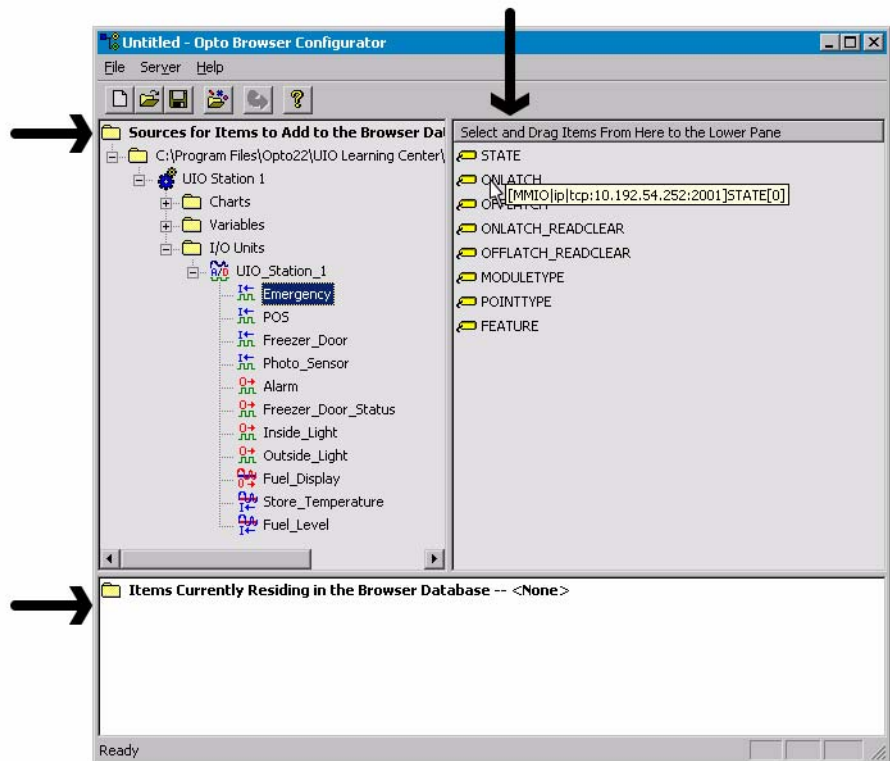 Untitled - Opto Browser Configurator
File Server Help
Sources for Items to Add to the Browser Da
C:\Program Files\Opto22\UIO Learning Center\
UIO Station 1
Charts
Variables
I/O Units
UIO_Station_1
Emergency
POS
Freezer_Door
Photo_Sensor
Alarm
Freezer_Door_Status
Inside_Light
Outside_Light
Fuel_Display
Store_Temperature
Fuel_Level
Select and Drag Items From Here to the Lower Pane
STATE
ONLATCH
[MMIO|ip|tcp:10.192.54.252:2001]STATE[0]
OFFLATCH
ONLATCH_READCLEAR
OFFLATCH_READCLEAR
MODULETYPE
POINTTYPE
FEATURE
Items Currently Residing in the Browser Database -- <None>
Ready